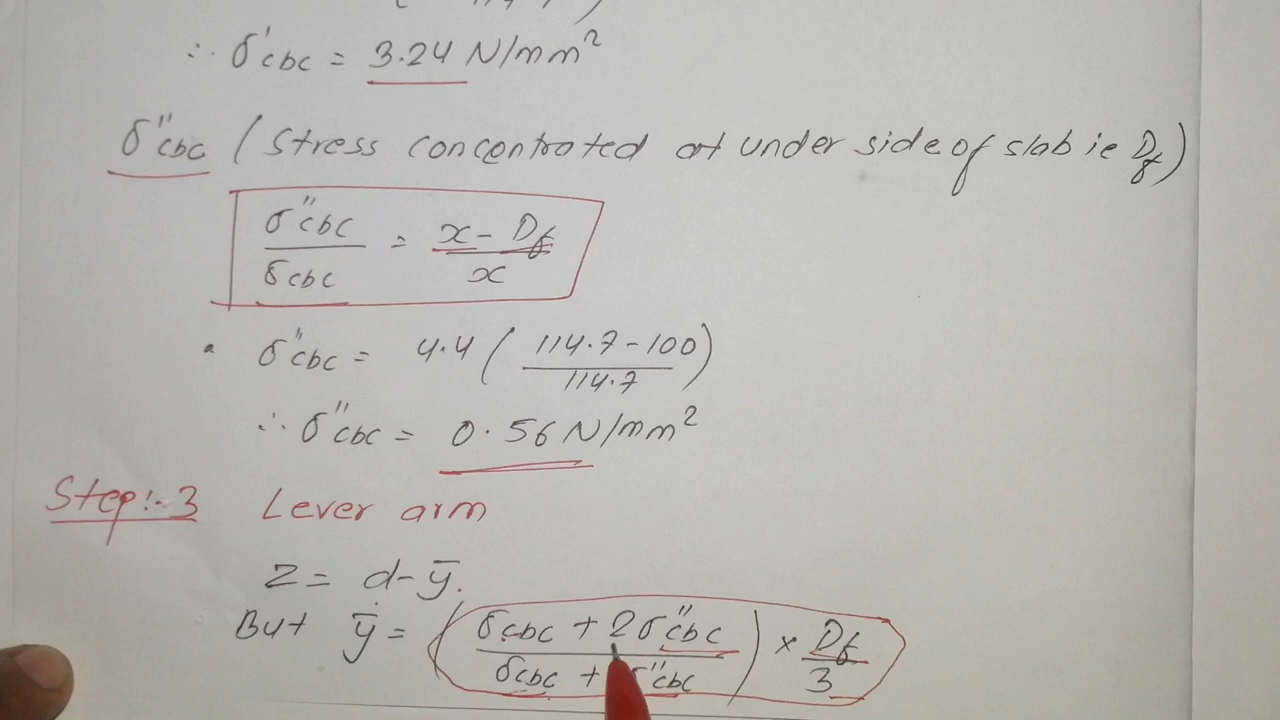 ∴ σ'cbc = 3.24 N/mm²
σ"cbc (Stress concentrated at under side of slab ie Df)
σ"cbc / σcbc = x - Df / x
σ"cbc = 4.4 ( 114.7 - 100 / 114.7 )
∴ σ"cbc = 0.56 N/mm²
Step:- 3 Lever arm
Z = d - ȳ.
But ȳ = ( σcbc + 2σ"cbc / σcbc + σ"cbc ) × Df / 3